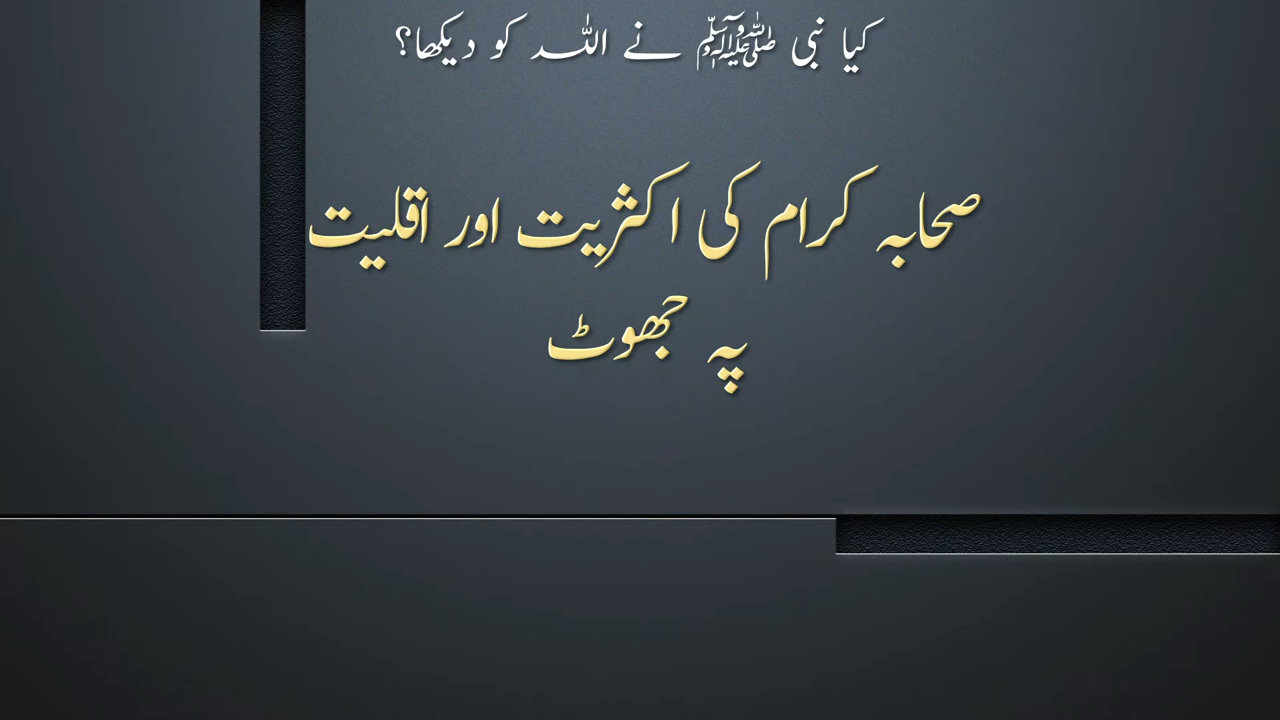 کیا نبی ﷺ نے اللہ کو دیکھا؟
صحابہ کرام کی اکثریت اور اقلیت
پہ جھوٹ